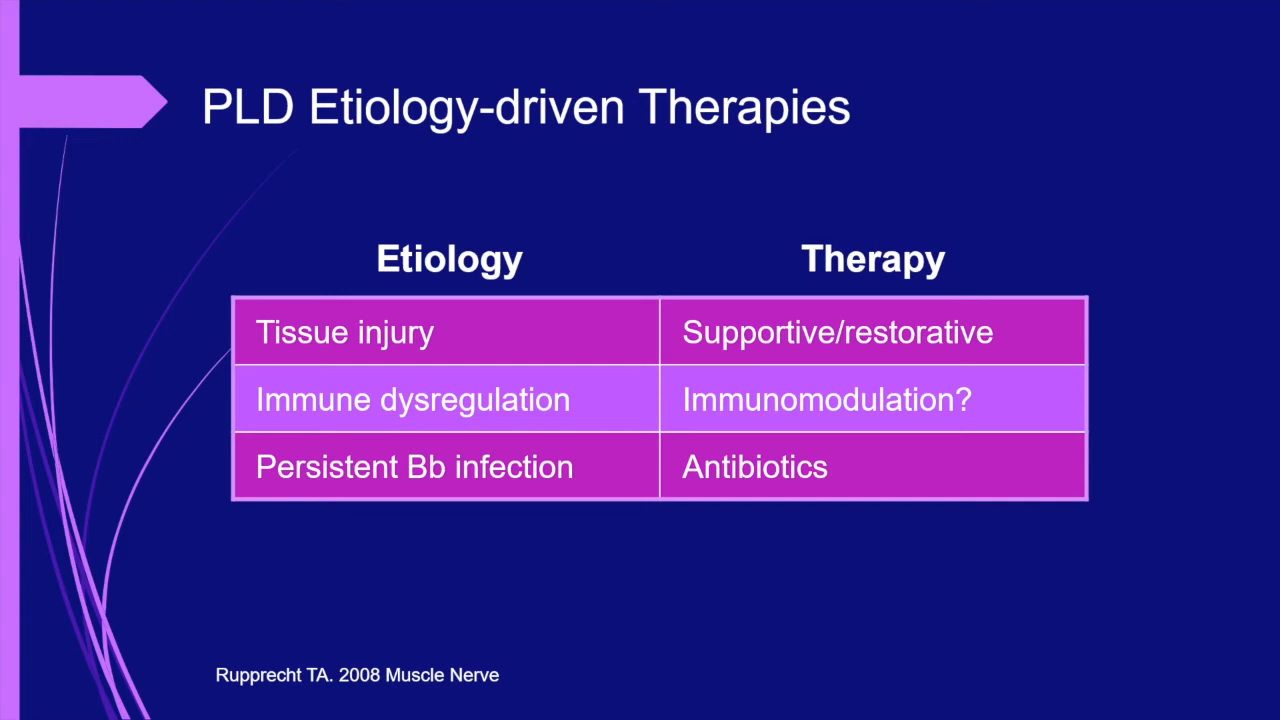 PLD Etiology-driven Therapies
Etiology Therapy
Tissue injury Supportive/restorative
Immune dysregulation Immunomodulation?
Persistent Bb infection Antibiotics
Rupprecht TA. 2008 Muscle Nerve